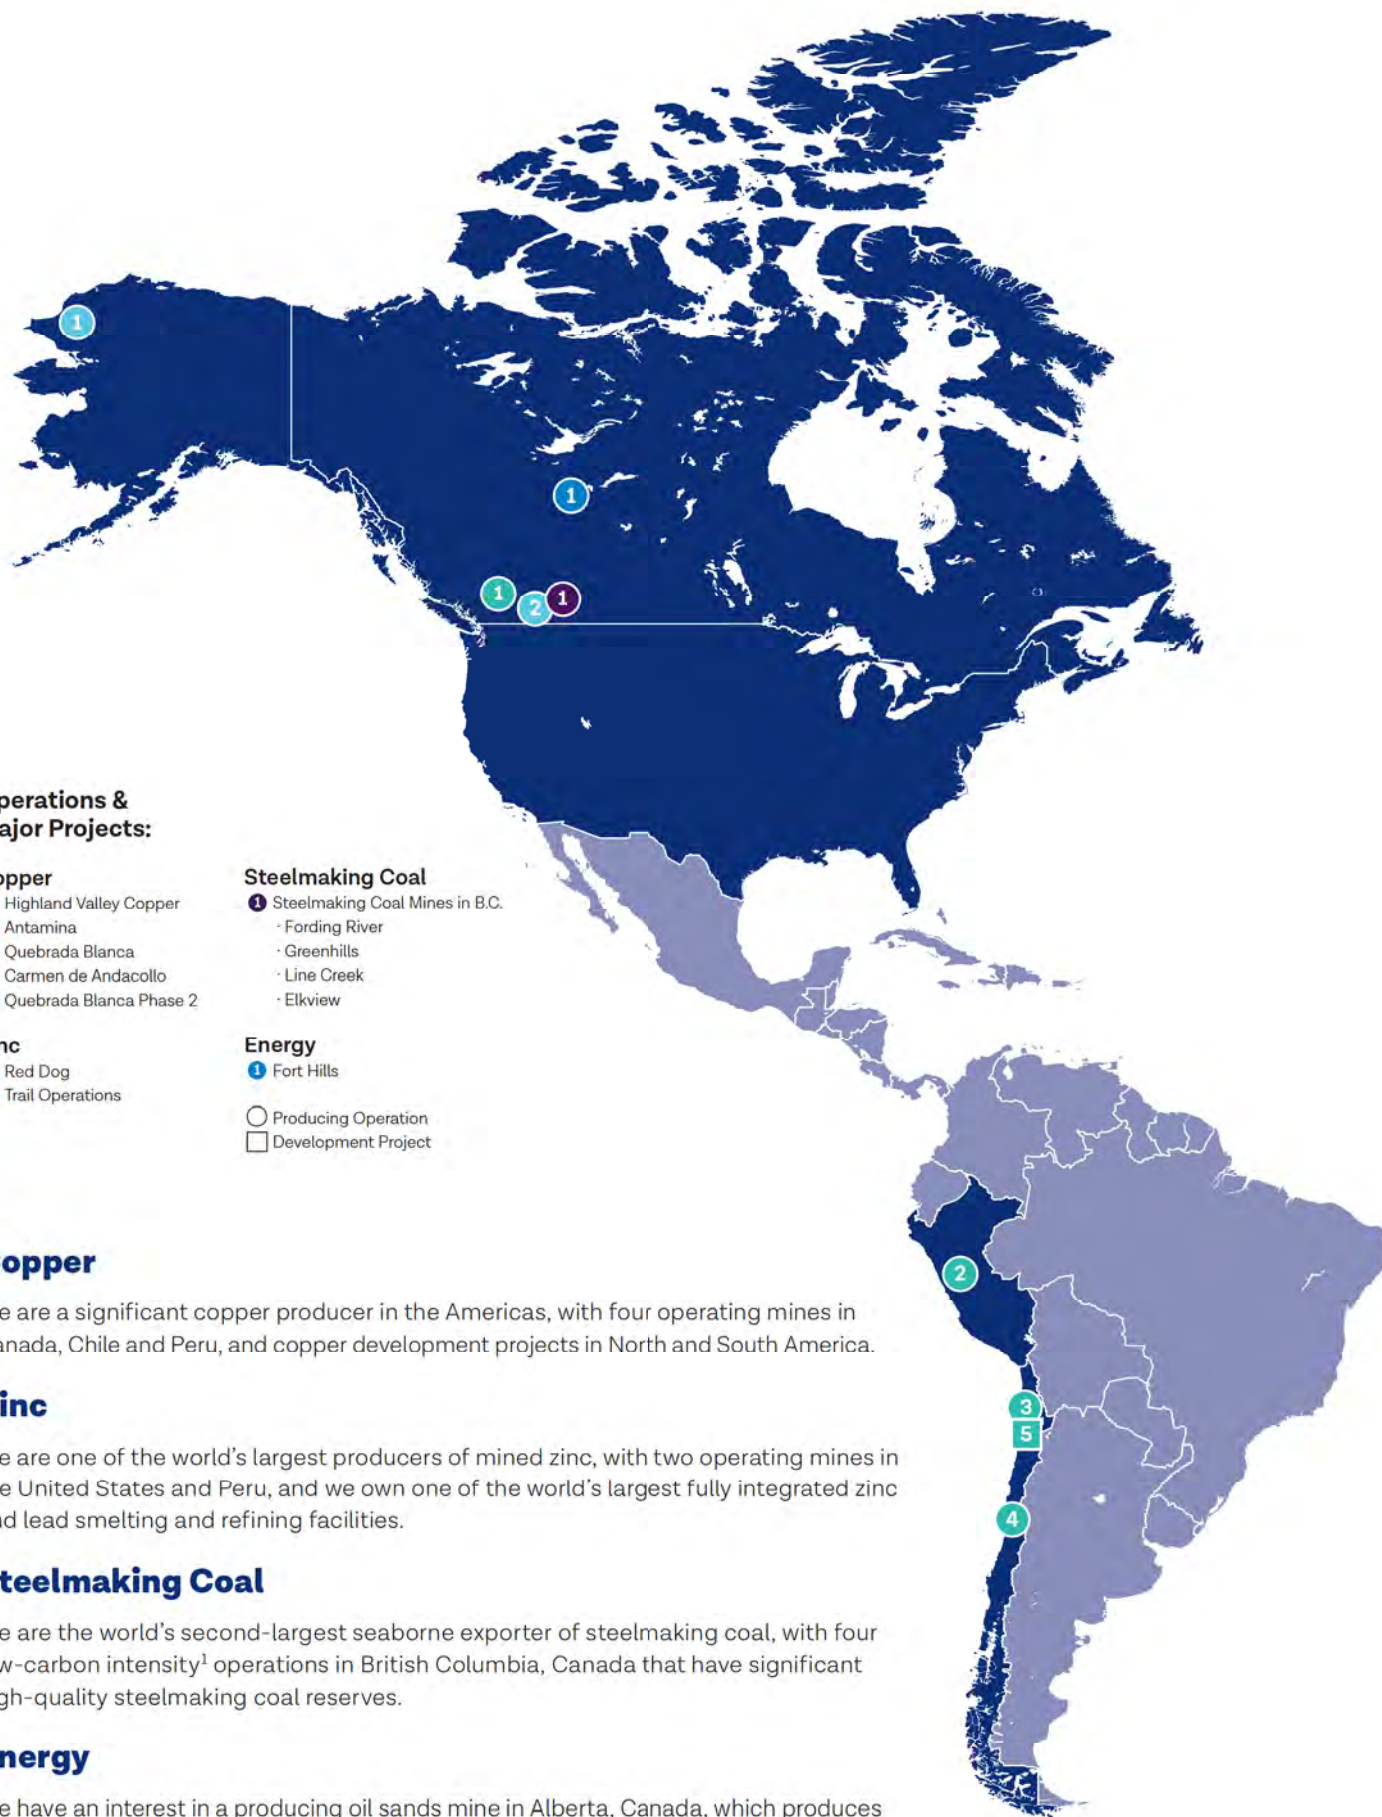 1
1
1
2
1
perations &
ajor Projects:
opper
Highland Valley Copper
Antamina
Quebrada Blanca
Carmen de Andacollo
Quebrada Blanca Phase 2
nc
Red Dog
Trail Operations
Steelmaking Coal
1 Steelmaking Coal Mines in B.C.
· Fording River
· Greenhills
· Line Creek
· Elkview
Energy
1 Fort Hills
Producing Operation
Development Project
2
3
5
4
opper
e are a significant copper producer in the Americas, with four operating mines in
anada, Chile and Peru, and copper development projects in North and South America.
inc
e are one of the world's largest producers of mined zinc, with two operating mines in
e United States and Peru, and we own one of the world's largest fully integrated zinc
nd lead smelting and refining facilities.
teelmaking Coal
e are the world's second-largest seaborne exporter of steelmaking coal, with four
w-carbon intensity¹ operations in British Columbia, Canada that have significant
gh-quality steelmaking coal reserves.
nergy
e have an interest in a producing oil sands mine in Alberta, Canada, which produces